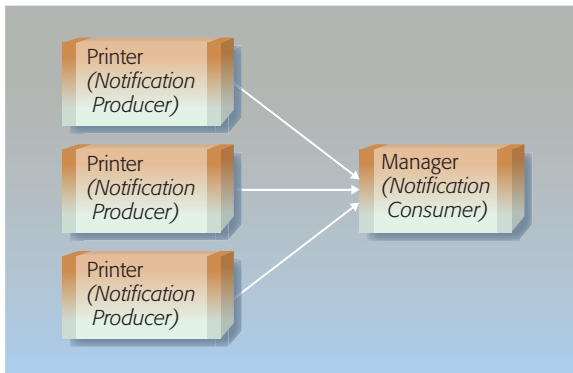 Printer
(Notification
Producer)
Printer
(Notification
Producer)
Printer
(Notification
Producer)
Manager
(Notification
Consumer)